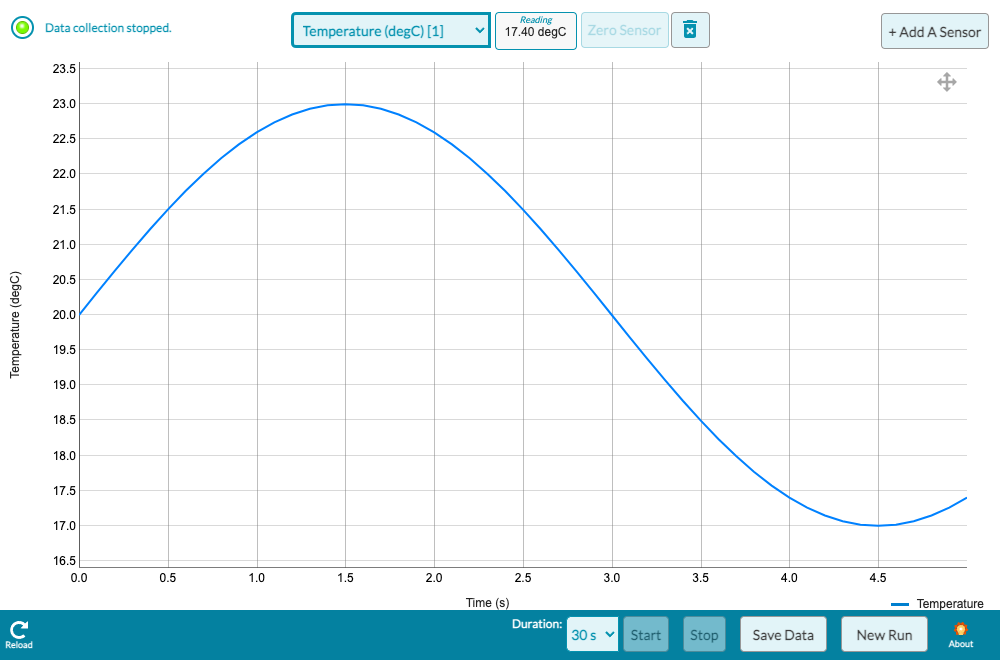 Data collection stopped.
Temperature (degC) [1]
Reading
17.40 degC
Zero Sensor
+ Add A Sensor
23.5
23.0
22.5
22.0
21.5
21.0
20.5
20.0
19.5
19.0
18.5
18.0
17.5
17.0
16.5
Temperature (degC)
0.0 0.5 1.0 1.5 2.0 2.5 3.0 3.5 4.0 4.5
Time (s)
Temperature
Reload
Duration:
30 s
Start
Stop
Save Data
New Run
About